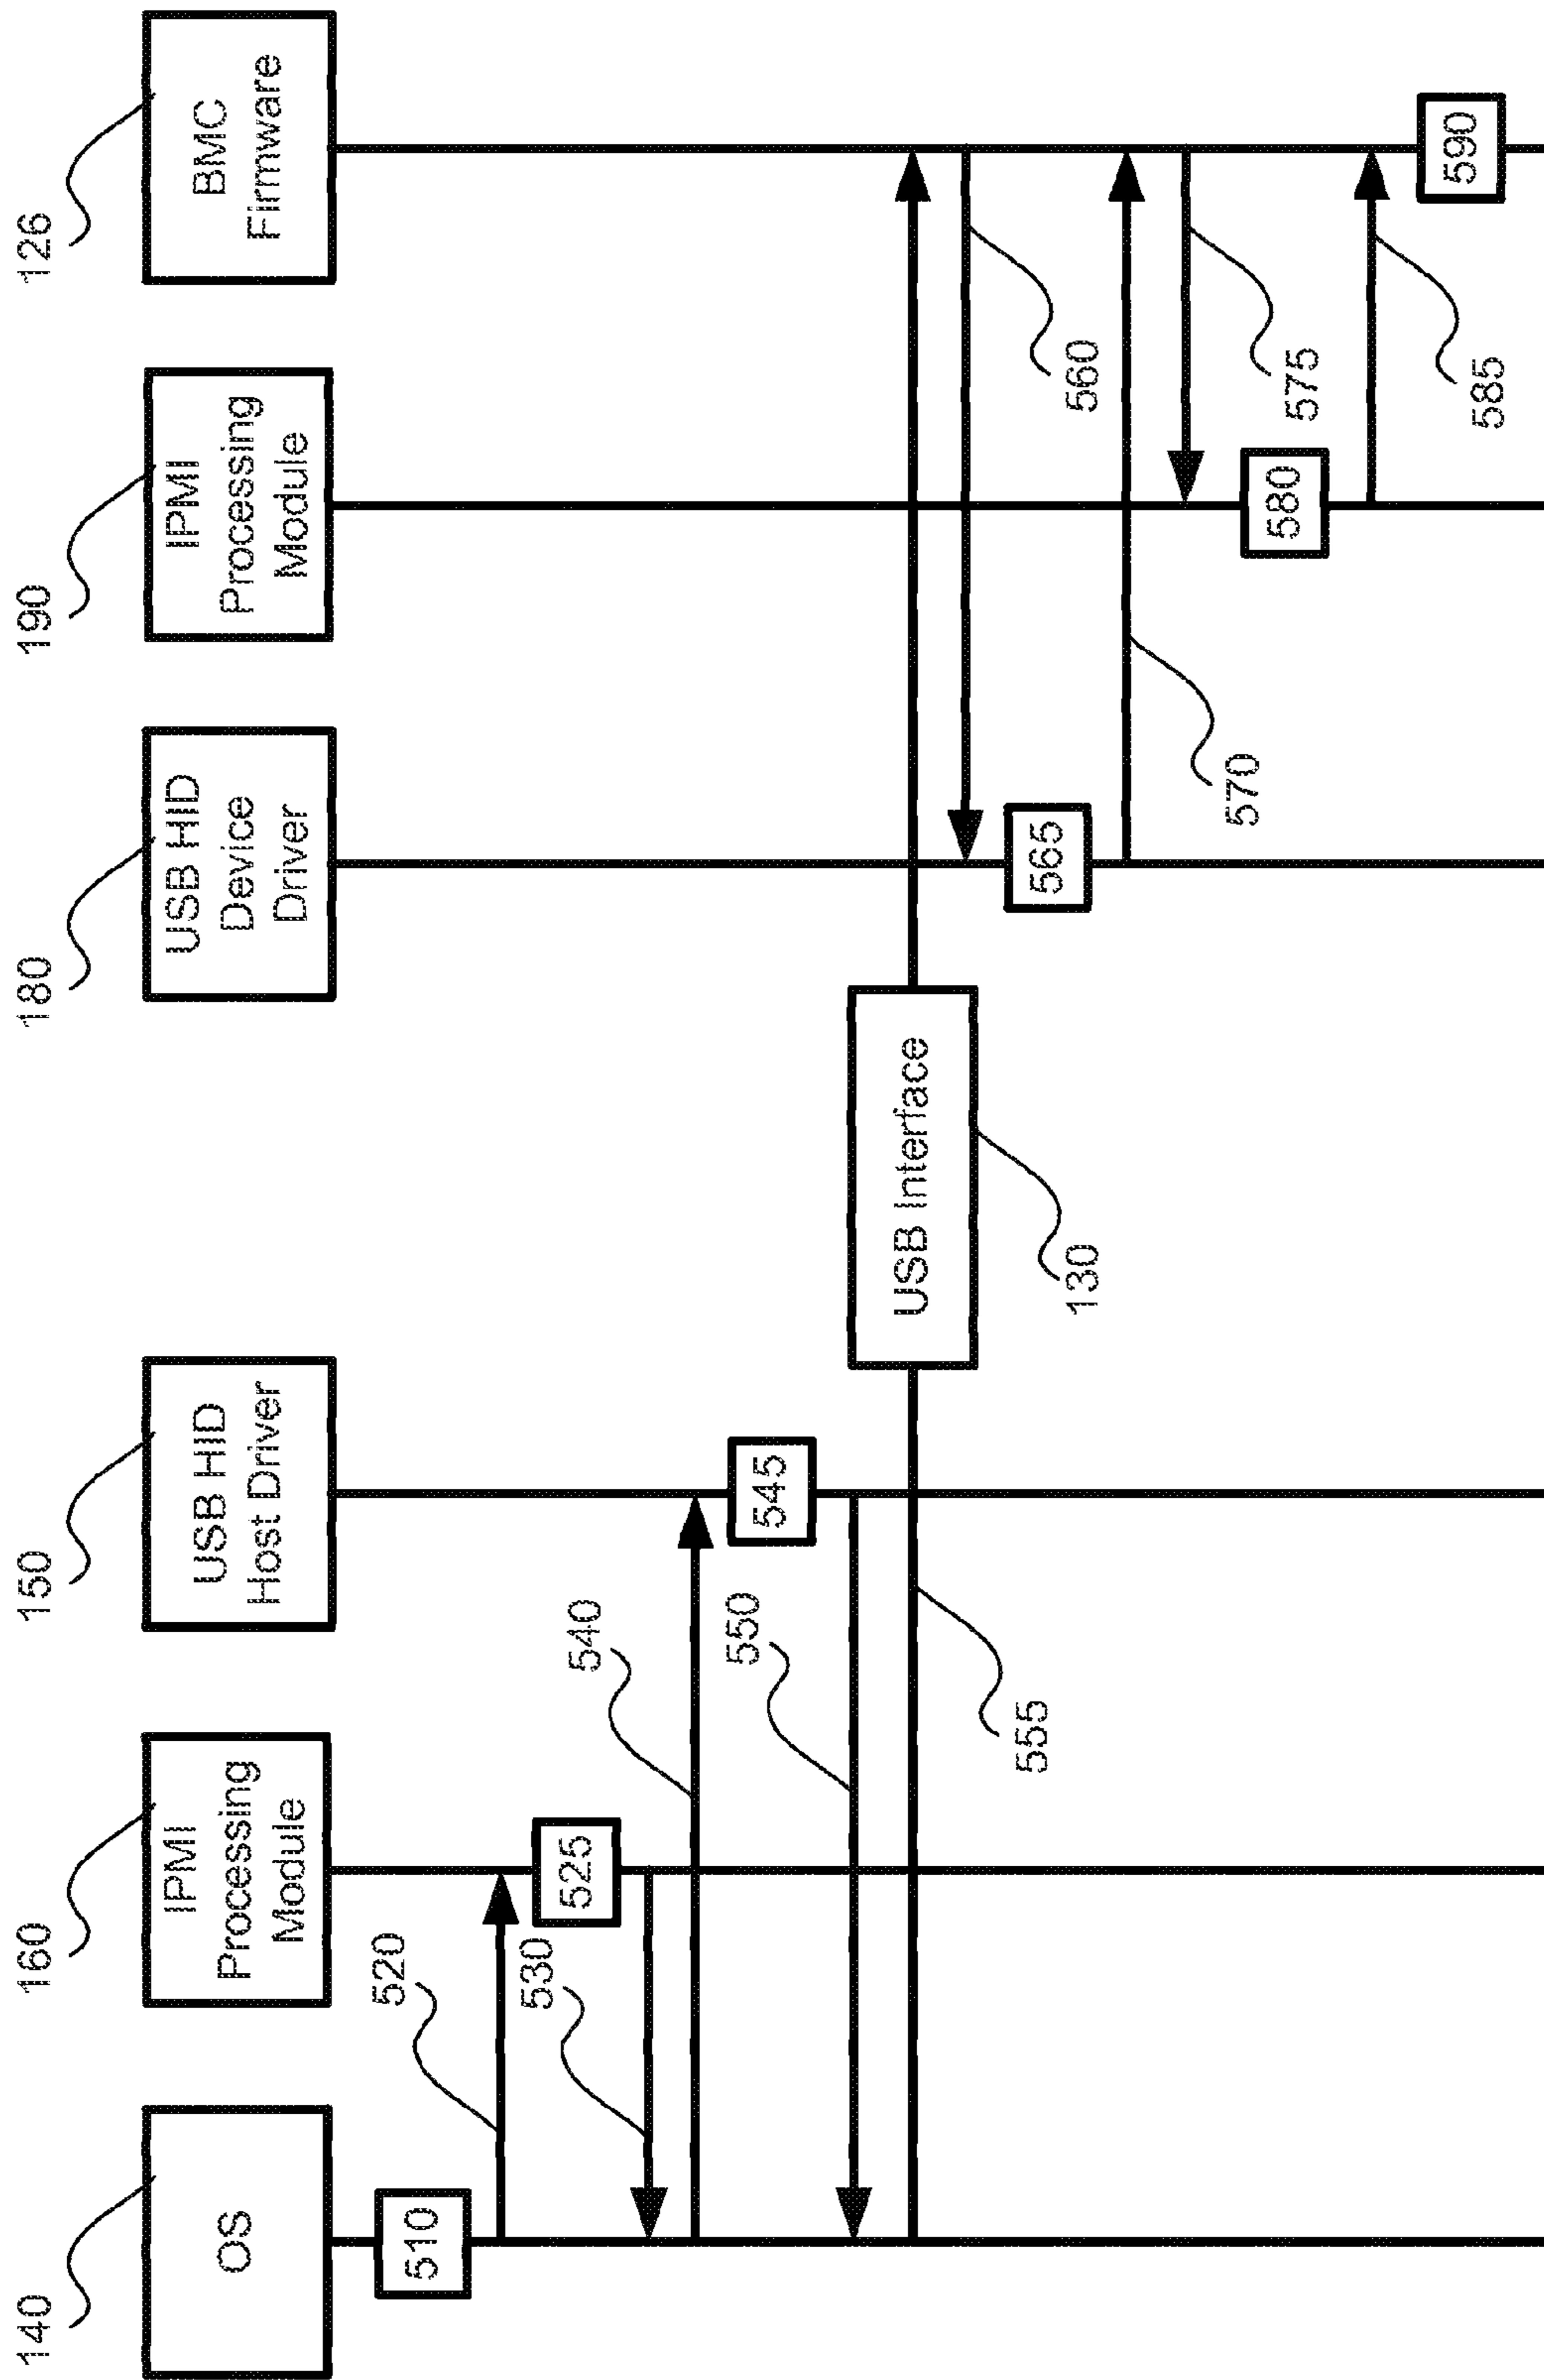 140
160
150
180
190
126
OS
IPMI
Processing
Module
USB HID
Host Driver
USB HID
Device
Driver
IPMI
Processing
Module
BMC
Firmware
510
520
525
530
540
545
550
555
USB Interface
130
560
565
570
575
580
585
590